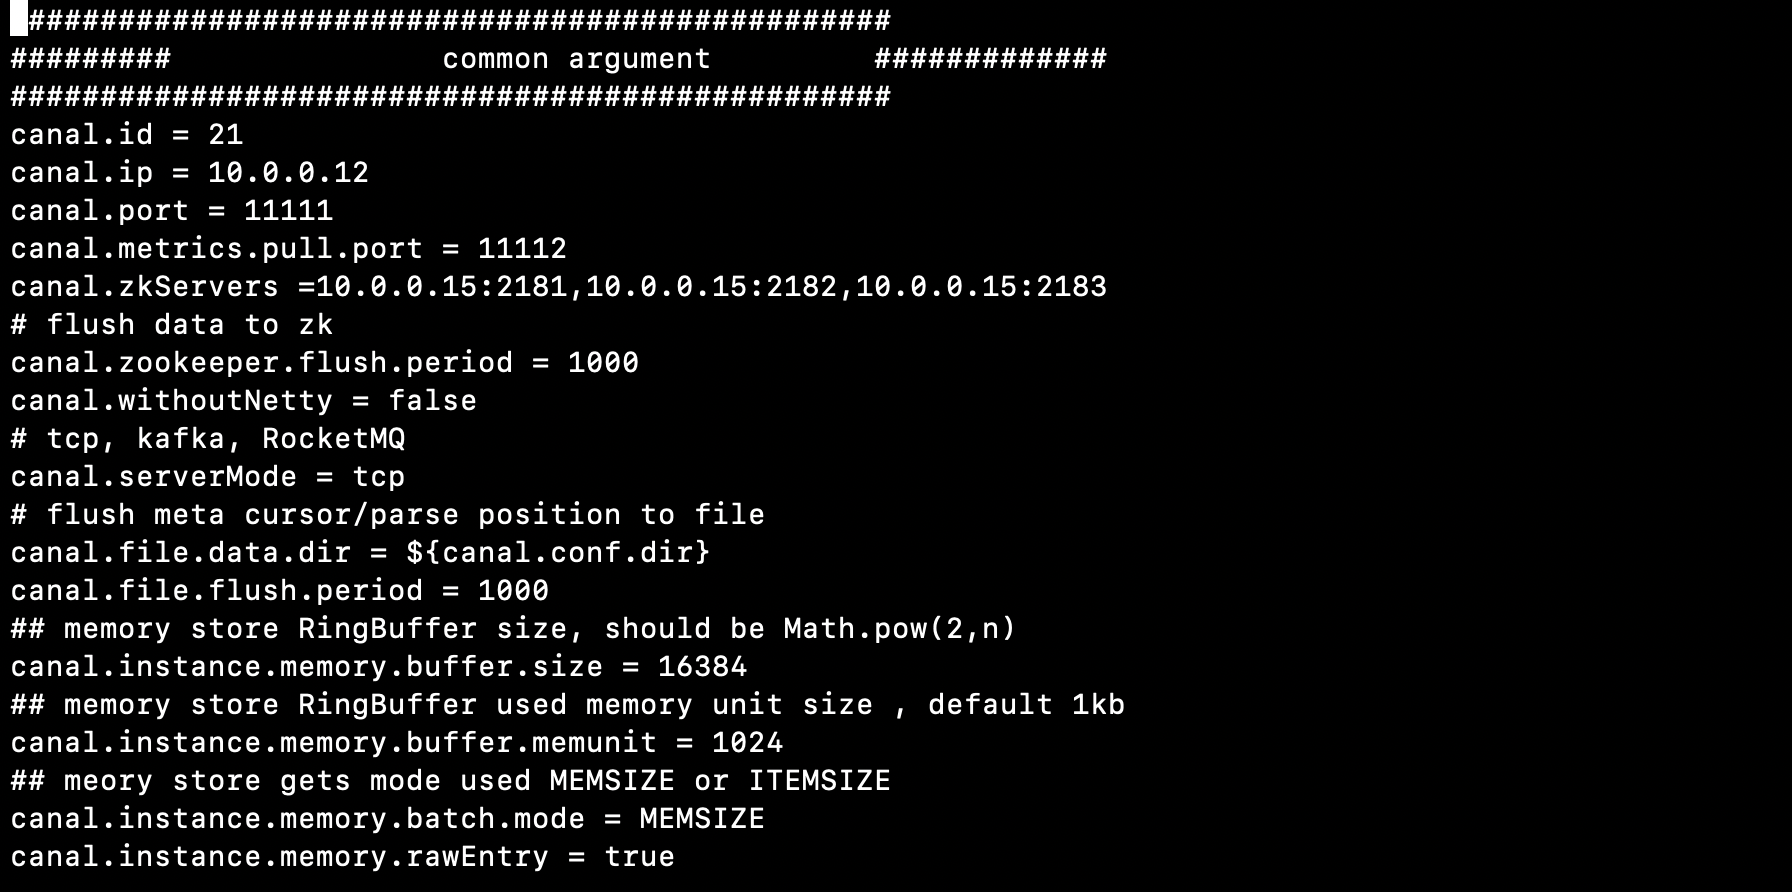 #################################################
#########               common argument         #############
#################################################
canal.id = 21
canal.ip = 10.0.0.12
canal.port = 11111
canal.metrics.pull.port = 11112
canal.zkServers =10.0.0.15:2181,10.0.0.15:2182,10.0.0.15:2183
# flush data to zk
canal.zookeeper.flush.period = 1000
canal.withoutNetty = false
# tcp, kafka, RocketMQ
canal.serverMode = tcp
# flush meta cursor/parse position to file
canal.file.data.dir = ${canal.conf.dir}
canal.file.flush.period = 1000
## memory store RingBuffer size, should be Math.pow(2,n)
canal.instance.memory.buffer.size = 16384
## memory store RingBuffer used memory unit size , default 1kb
canal.instance.memory.buffer.memunit = 1024
## meory store gets mode used MEMSIZE or ITEMSIZE
canal.instance.memory.batch.mode = MEMSIZE
canal.instance.memory.rawEntry = true